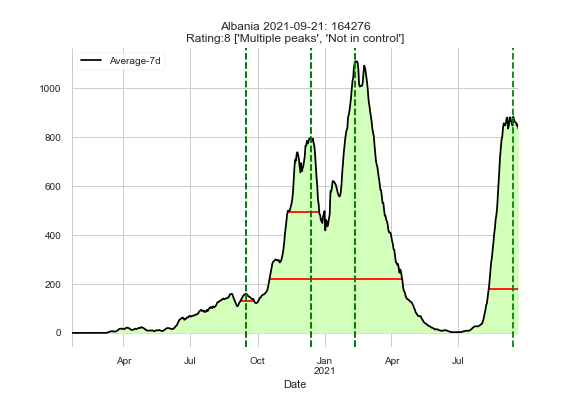 Albania 2021-09-21: 164276
Rating:8 ['Multiple peaks', 'Not in control']
Average-7d
1000
800
600
400
200
0
Apr Jul Oct Jan Apr Jul
2021
Date